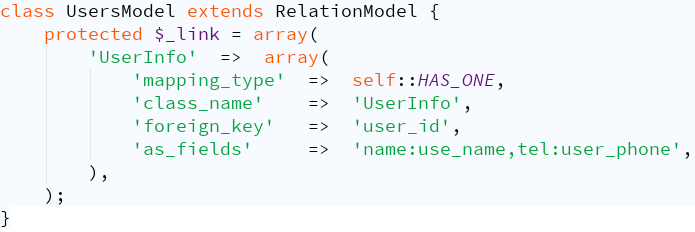 class UsersModel extends RelationModel {
    protected $_link = array(
        'UserInfo'  =>  array(
            'mapping_type'  =>  self::HAS_ONE,
            'class_name'    =>  'UserInfo',
            'foreign_key'   =>  'user_id',
            'as_fields'     =>  'name:use_name,tel:user_phone',
        ),
    );
}